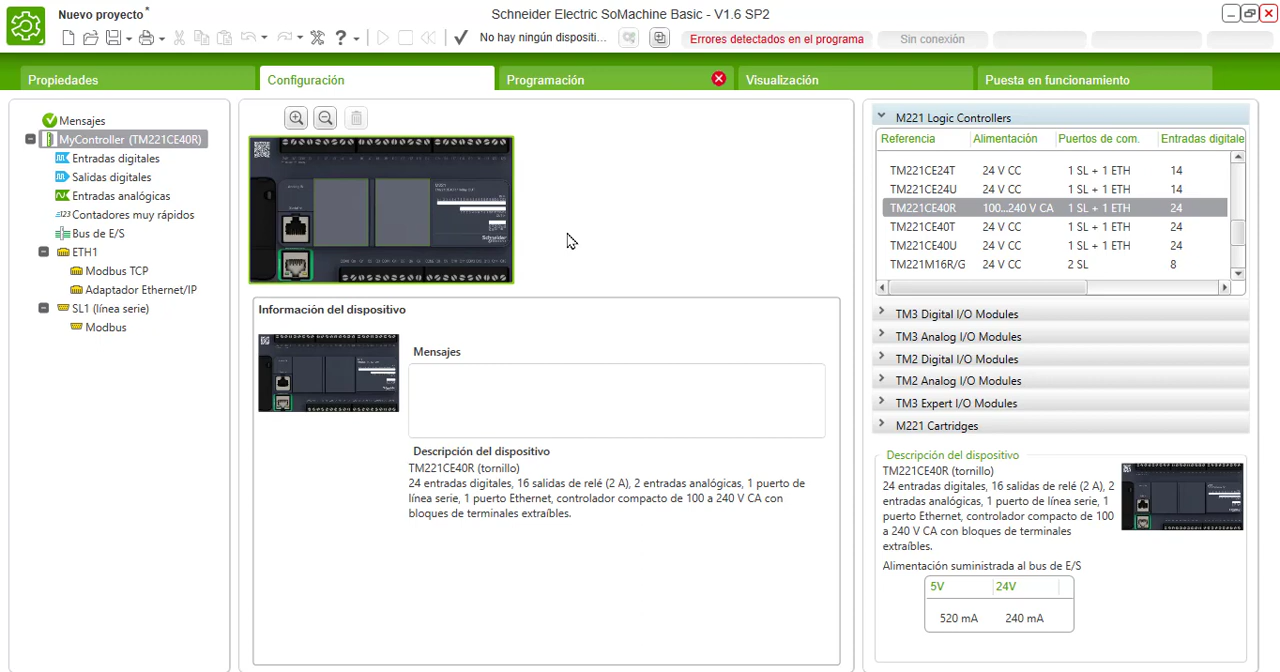 Nuevo proyecto*
Schneider Electric SoMachine Basic - V1.6 SP2
No hay ningún dispositi...
Errores detectados en el programa
Sin conexión
Propiedades
Configuración
Programación
Visualización
Puesta en funcionamiento
Mensajes
MyController (TM221CE40R)
Entradas digitales
Salidas digitales
Entradas analógicas
Contadores muy rápidos
Bus de E/S
ETH1
Modbus TCP
Adaptador Ethernet/IP
SL1 (línea serie)
Modbus
Información del dispositivo
Mensajes
Descripción del dispositivo
TM221CE40R (tornillo)
24 entradas digitales, 16 salidas de relé (2 A), 2 entradas analógicas, 1 puerto de
línea serie, 1 puerto Ethernet, controlador compacto de 100 a 240 V CA con
bloques de terminales extraíbles.
M221 Logic Controllers
Referencia Alimentación Puertos de com. Entradas digitale
TM221CE24T 24 V CC 1 SL + 1 ETH 14
TM221CE24U 24 V CC 1 SL + 1 ETH 14
TM221CE40R 100...240 V CA 1 SL + 1 ETH 24
TM221CE40T 24 V CC 1 SL + 1 ETH 24
TM221CE40U 24 V CC 1 SL + 1 ETH 24
TM221M16R/G 24 V CC 2 SL 8
TM3 Digital I/O Modules
TM3 Analog I/O Modules
TM2 Digital I/O Modules
TM2 Analog I/O Modules
TM3 Expert I/O Modules
M221 Cartridges
Descripción del dispositivo
TM221CE40R (tornillo)
24 entradas digitales, 16 salidas de relé (2 A), 2
entradas analógicas, 1 puerto de línea serie, 1
puerto Ethernet, controlador compacto de 100
a 240 V CA con bloques de terminales
extraíbles.
Alimentación suministrada al bus de E/S
5V 24V
520 mA 240 mA